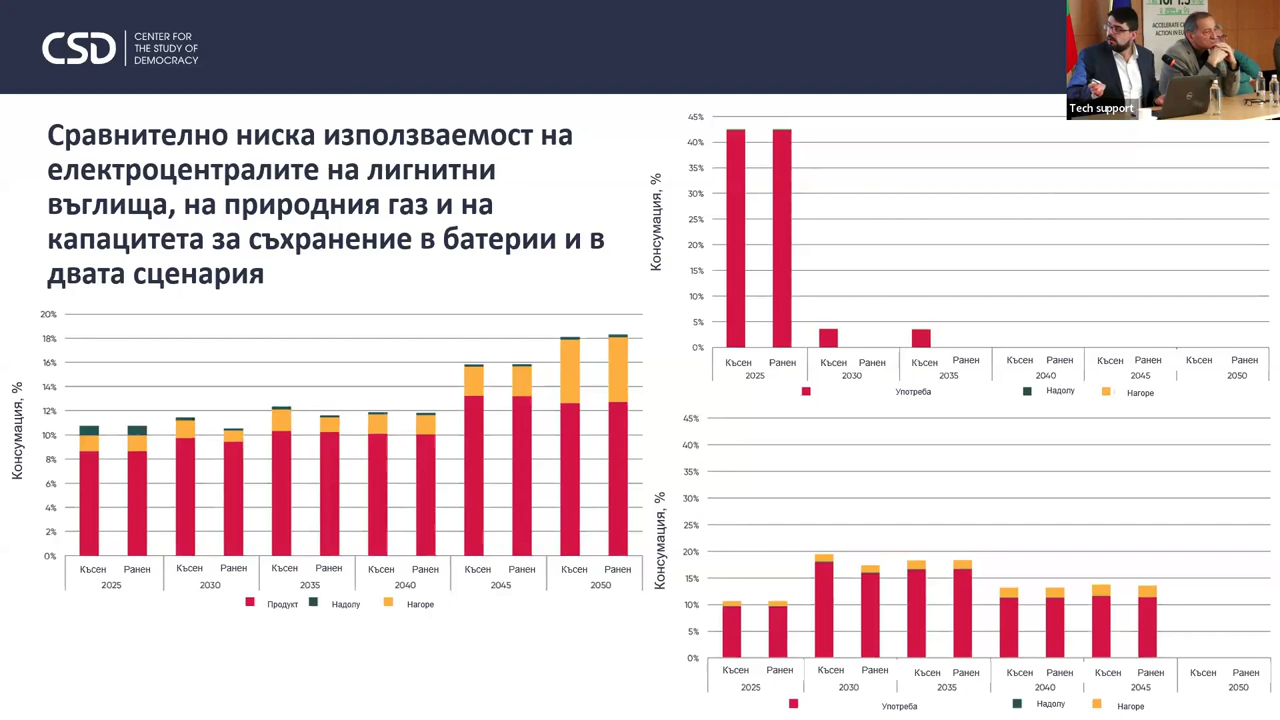 CSD
CENTER FOR
THE STUDY OF
DEMOCRACY
ACCELERATE
ACTION IN
Tech support
Сравнително ниска използваемост на
електроцентралите на лигнитни
въглища, на природния газ и на
капацитета за съхранение в батерии и в
двата сценария
Консумация, %
20%
18%
16%
14%
12%
10%
8%
6%
4%
2%
0%
Късен Ранен Късен Ранен Късен Ранен Късен Ранен Късен Ранен Късен Ранен
2025 2030 2035 2040 2045 2050
Продукт Надолу Нагоре
Консумация, %
45%
40%
35%
30%
25%
20%
15%
10%
5%
0%
Късен Ранен Късен Ранен Късен Ранен Късен Ранен Късен Ранен Късен Ранен
2025 2030 2035 2040 2045 2050
Употреба Надолу Нагоре
Консумация, %
45%
40%
35%
30%
25%
20%
15%
10%
5%
0%
Късен Ранен Късен Ранен Късен Ранен Късен Ранен Късен Ранен Късен Ранен
2025 2030 2035 2040 2045 2050
Употреба Надолу Нагоре